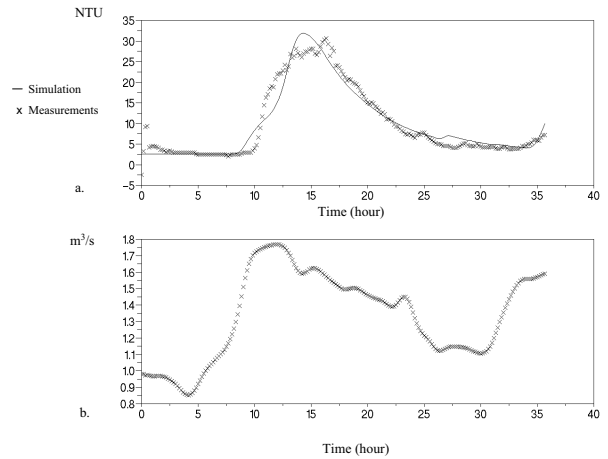 NTU
35
30
25
20
15
10
5
0
−5
— Simulation
x Measurements
a.
0 5 10 15 20 25 30 35 40
Time (hour)
m³/s
1.8
1.7
1.6
1.5
1.4
1.3
1.2
1.1
1.0
0.9
0.8
b.
0 5 10 15 20 25 30 35 40
Time (hour)